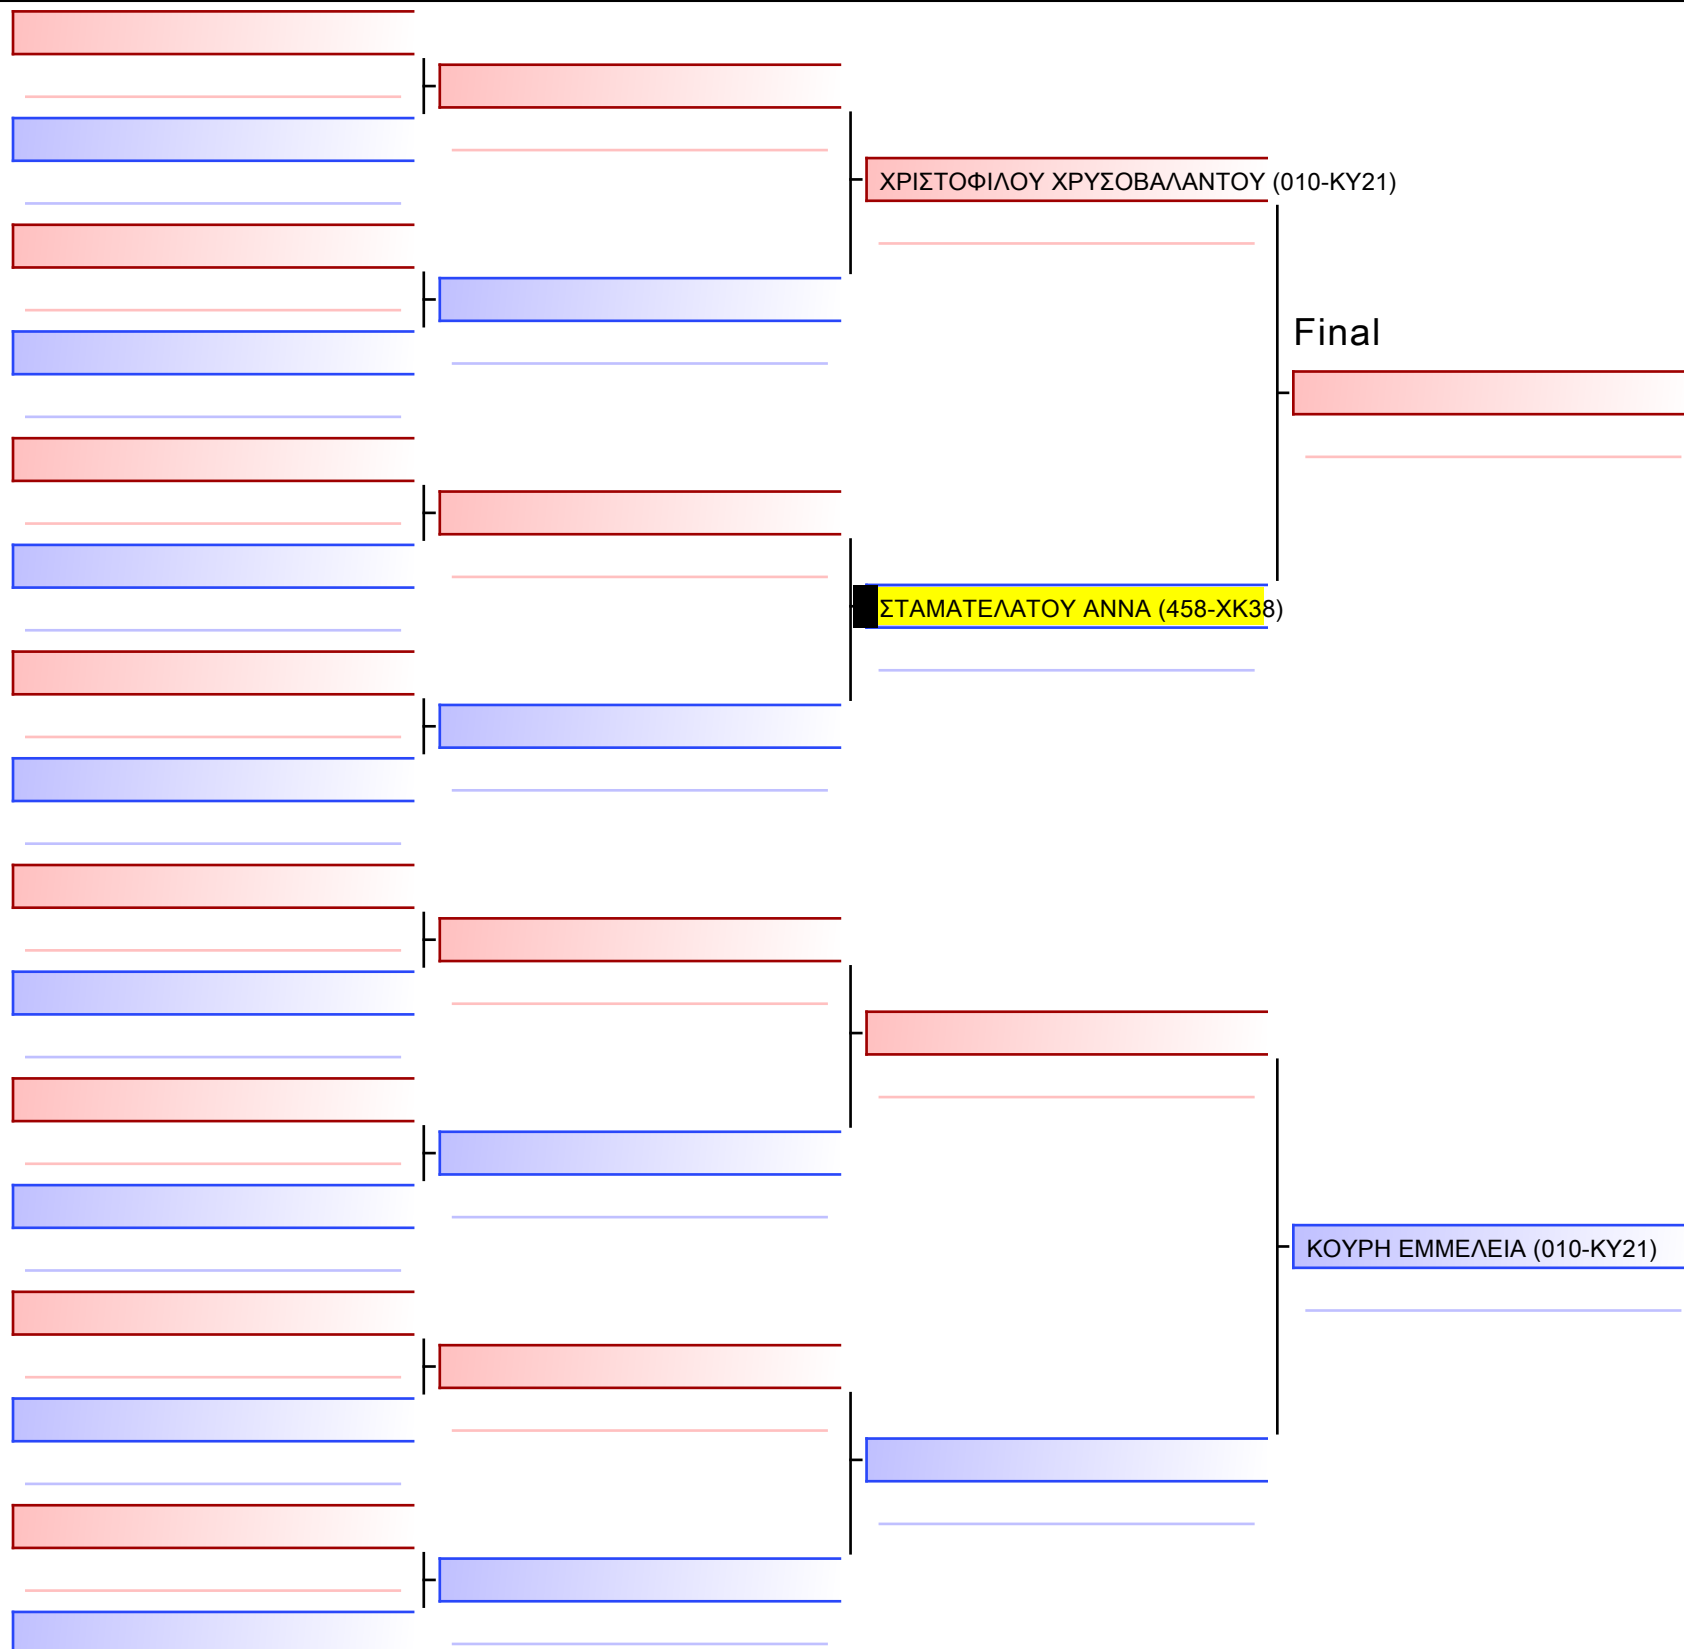 ΧΡΙΣΤΟΦΙΛΟΥ ΧΡΥΣΟΒΑΛΑΝΤΟΥ (010-ΚΥ21)
Final
ΣΤΑΜΑΤΕΛΑΤΟΥ ΑΝΝΑ (458-ΧΚ38)
ΚΟΥΡΗ ΕΜΜΕΛΕΙΑ (010-ΚΥ21)